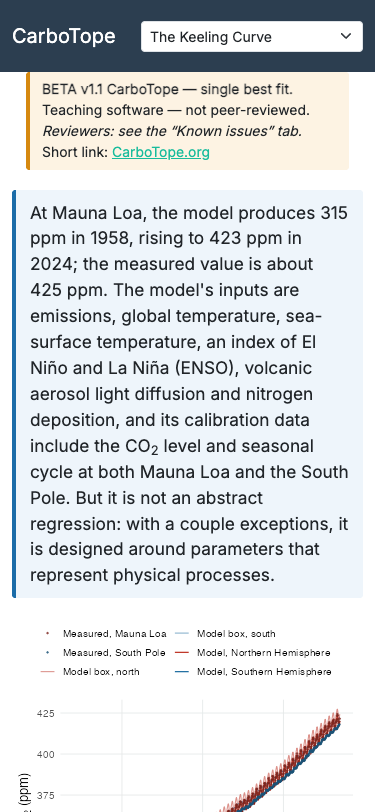 CarboTope
The Keeling Curve
BETA v1.1 CarboTope — single best fit.
Teaching software — not peer-reviewed.
Reviewers: see the “Known issues” tab.
Short link: CarboTope.org
At Mauna Loa, the model produces 315
ppm in 1958, rising to 423 ppm in
2024; the measured value is about
425 ppm. The model's inputs are
emissions, global temperature, sea-
surface temperature, an index of El
Niño and La Niña (ENSO), volcanic
aerosol light diffusion and nitrogen
deposition, and its calibration data
include the CO₂ level and seasonal
cycle at both Mauna Loa and the South
Pole. But it is not an abstract
regression: with a couple exceptions, it
is designed around parameters that
represent physical processes.
Measured, Mauna Loa
Measured, South Pole
Model box, north
Model box, south
Model, Northern Hemisphere
Model, Southern Hemisphere
425
400
375
(ppm)